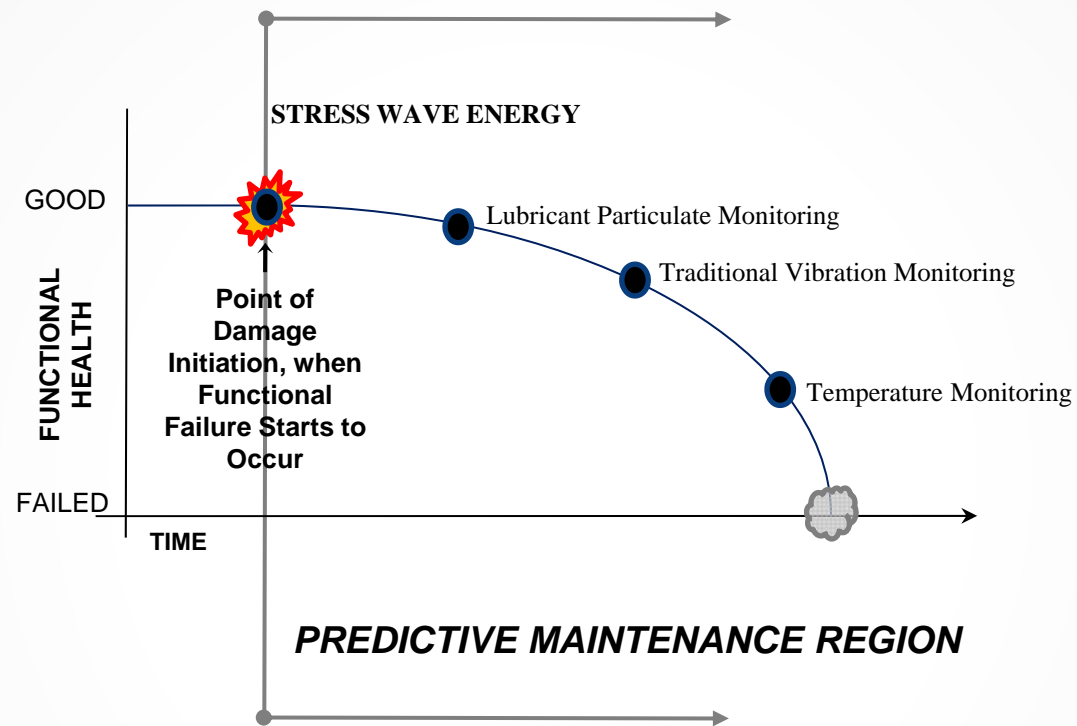 STRESS WAVE ENERGY
GOOD
Lubricant Particulate Monitoring
Traditional Vibration Monitoring
Point of
Damage
Initiation, when
Functional
Failure Starts to
Occur
FUNCTIONAL
HEALTH
Temperature Monitoring
FAILED
TIME
PREDICTIVE MAINTENANCE REGION